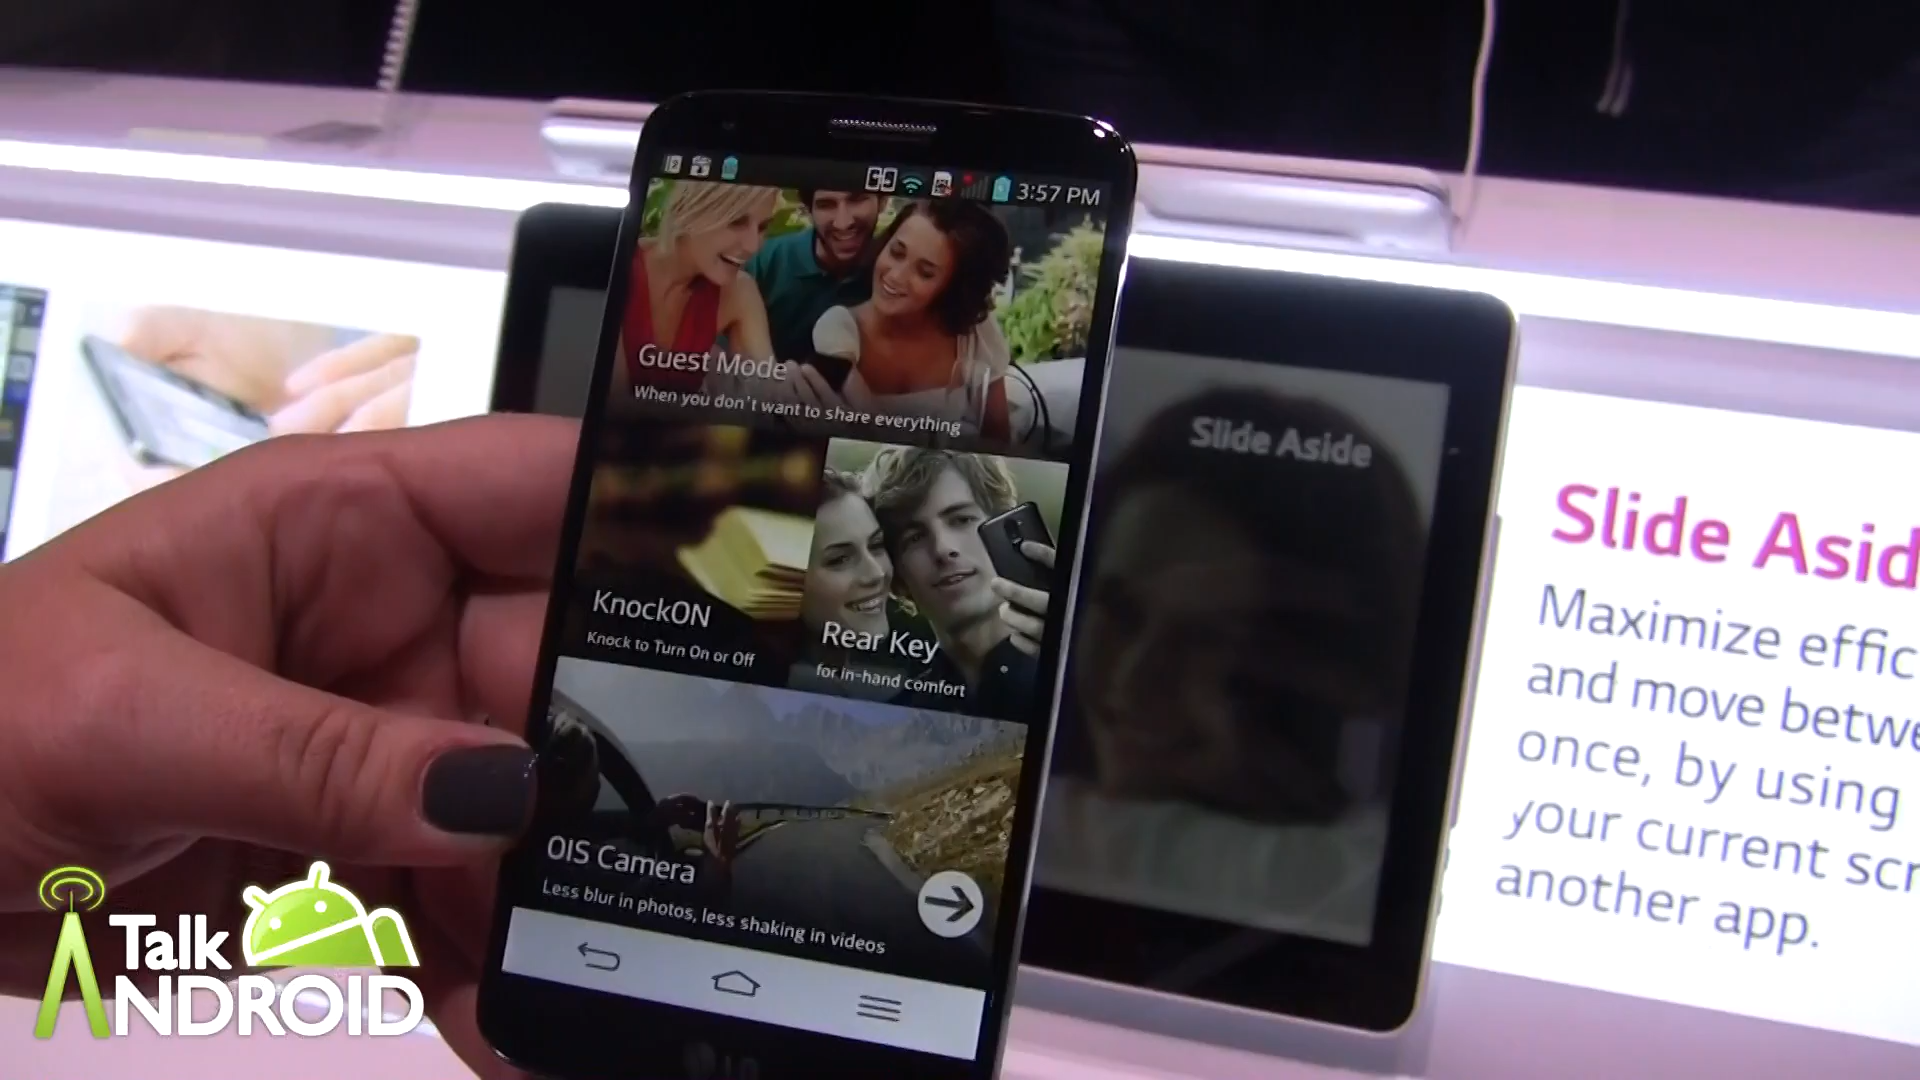 3:57 PM
Guest Mode
When you don't want to share everything
KnockON
Knock to Turn On or Off
Rear Key
for in-hand comfort
OIS Camera
Less blur in photos, less shaking in videos
LG
Slide Aside
Slide Asid
Maximize effic
and move betwe
once, by using
your current scr
another app.
Talk
ANDROID